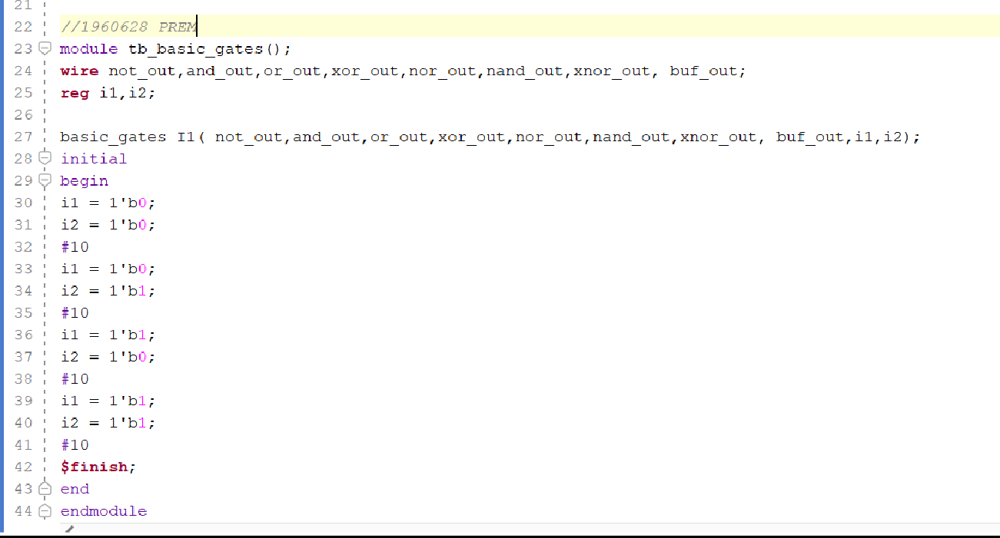 21
22 //1960628 PREM
23 module tb_basic_gates();
24 wire not_out,and_out,or_out,xor_out,nor_out,nand_out,xnor_out, buf_out;
25 reg i1,i2;
26
27 basic_gates I1( not_out,and_out,or_out,xor_out,nor_out,nand_out,xnor_out, buf_out,i1,i2);
28 initial
29 begin
30 i1 = 1'b0;
31 i2 = 1'b0;
32 #10
33 i1 = 1'b0;
34 i2 = 1'b1;
35 #10
36 i1 = 1'b1;
37 i2 = 1'b0;
38 #10
39 i1 = 1'b1;
40 i2 = 1'b1;
41 #10
42 $finish;
43 end
44 endmodule